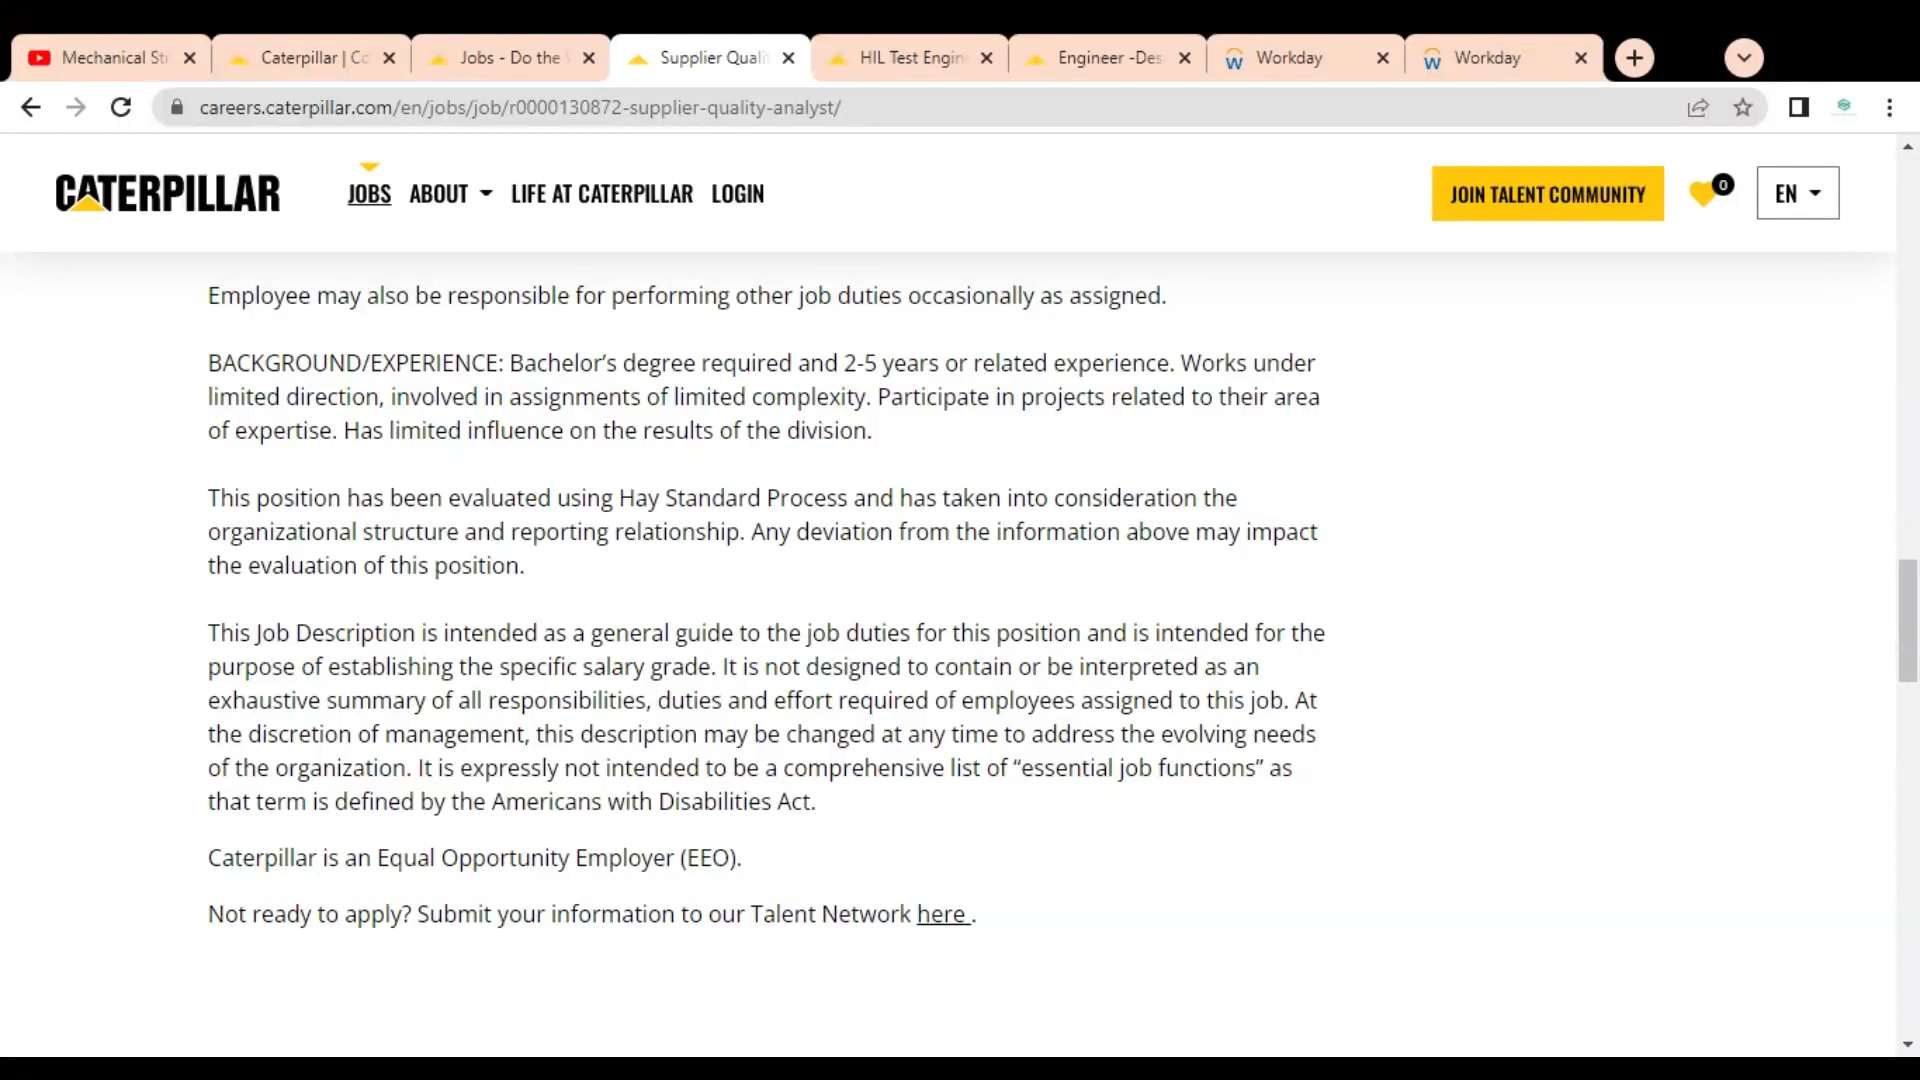 Mechanical St
Caterpillar | Co
Jobs - Do the
Supplier Quali
HIL Test Engin
Engineer -Des
Workday
Workday
careers.caterpillar.com/en/jobs/job/r0000130872-supplier-quality-analyst/
CATERPILLAR
JOBS
ABOUT
LIFE AT CATERPILLAR
LOGIN
JOIN TALENT COMMUNITY
0
EN
Employee may also be responsible for performing other job duties occasionally as assigned.
BACKGROUND/EXPERIENCE: Bachelor’s degree required and 2-5 years or related experience. Works under
limited direction, involved in assignments of limited complexity. Participate in projects related to their area
of expertise. Has limited influence on the results of the division.
This position has been evaluated using Hay Standard Process and has taken into consideration the
organizational structure and reporting relationship. Any deviation from the information above may impact
the evaluation of this position.
This Job Description is intended as a general guide to the job duties for this position and is intended for the
purpose of establishing the specific salary grade. It is not designed to contain or be interpreted as an
exhaustive summary of all responsibilities, duties and effort required of employees assigned to this job. At
the discretion of management, this description may be changed at any time to address the evolving needs
of the organization. It is expressly not intended to be a comprehensive list of “essential job functions” as
that term is defined by the Americans with Disabilities Act.
Caterpillar is an Equal Opportunity Employer (EEO).
Not ready to apply? Submit your information to our Talent Network here .